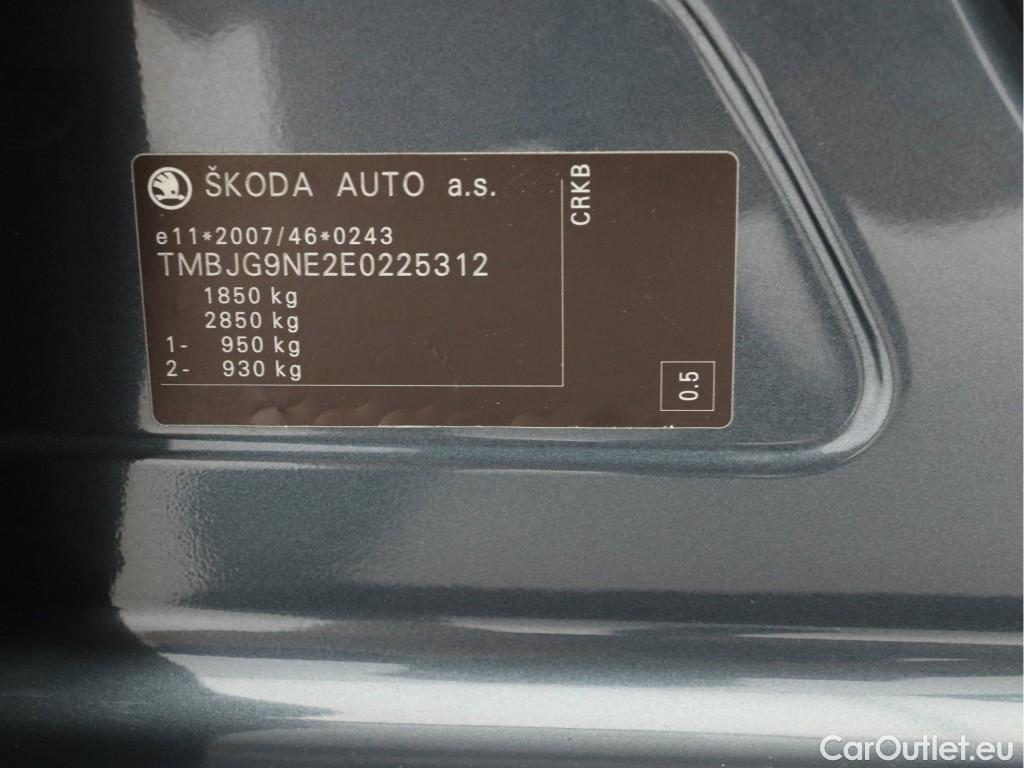 ŠKODA AUTO a.s.
CRKB
e11*2007/46*0243
TMBJG9NE2E0225312
1850 kg
2850 kg
1- 950 kg
2- 930 kg
0.5
CarOutlet.eu